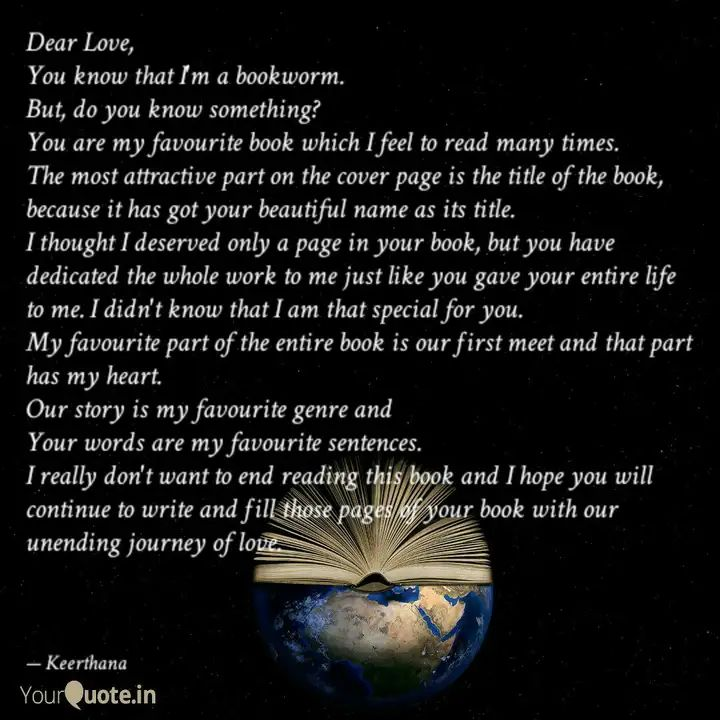 Dear Love,
You know that I'm a bookworm.
But, do you know something?
You are my favourite book which I feel to read many times.
The most attractive part on the cover page is the title of the book,
because it has got your beautiful name as its title.
I thought I deserved only a page in your book, but you have
dedicated the whole work to me just like you gave your entire life
to me. I didn't know that I am that special for you.
My favourite part of the entire book is our first meet and that part
has my heart.
Our story is my favourite genre and
Your words are my favourite sentences.
I really don't want to end reading this book and I hope you will
continue to write and fill those pages of your book with our
unending journey of love.
— Keerthana
YourQuote.in